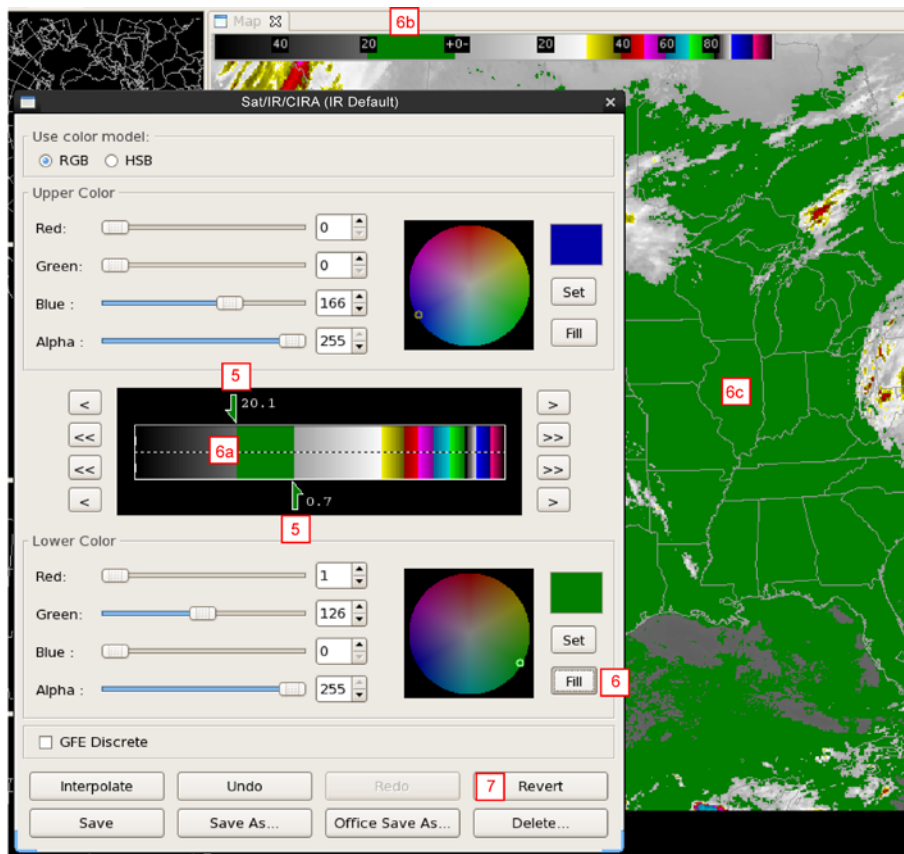 Map
6b
40 20 +0- 20 40 60 80
Sat/IR/CIRA (IR Default)
Use color model:
RGB HSB
Upper Color
Red: 0
Green: 0
Blue : 166
Set
Alpha : 255
Fill
5
< 20.1 >
<< 6a >>
<< >>
< 0.7 >
5
6c
Lower Color
Red: 1
Green: 126
Blue : 0
Set
Alpha : 255
Fill 6
GFE Discrete
Interpolate Undo Redo 7 Revert
Save Save As... Office Save As... Delete...